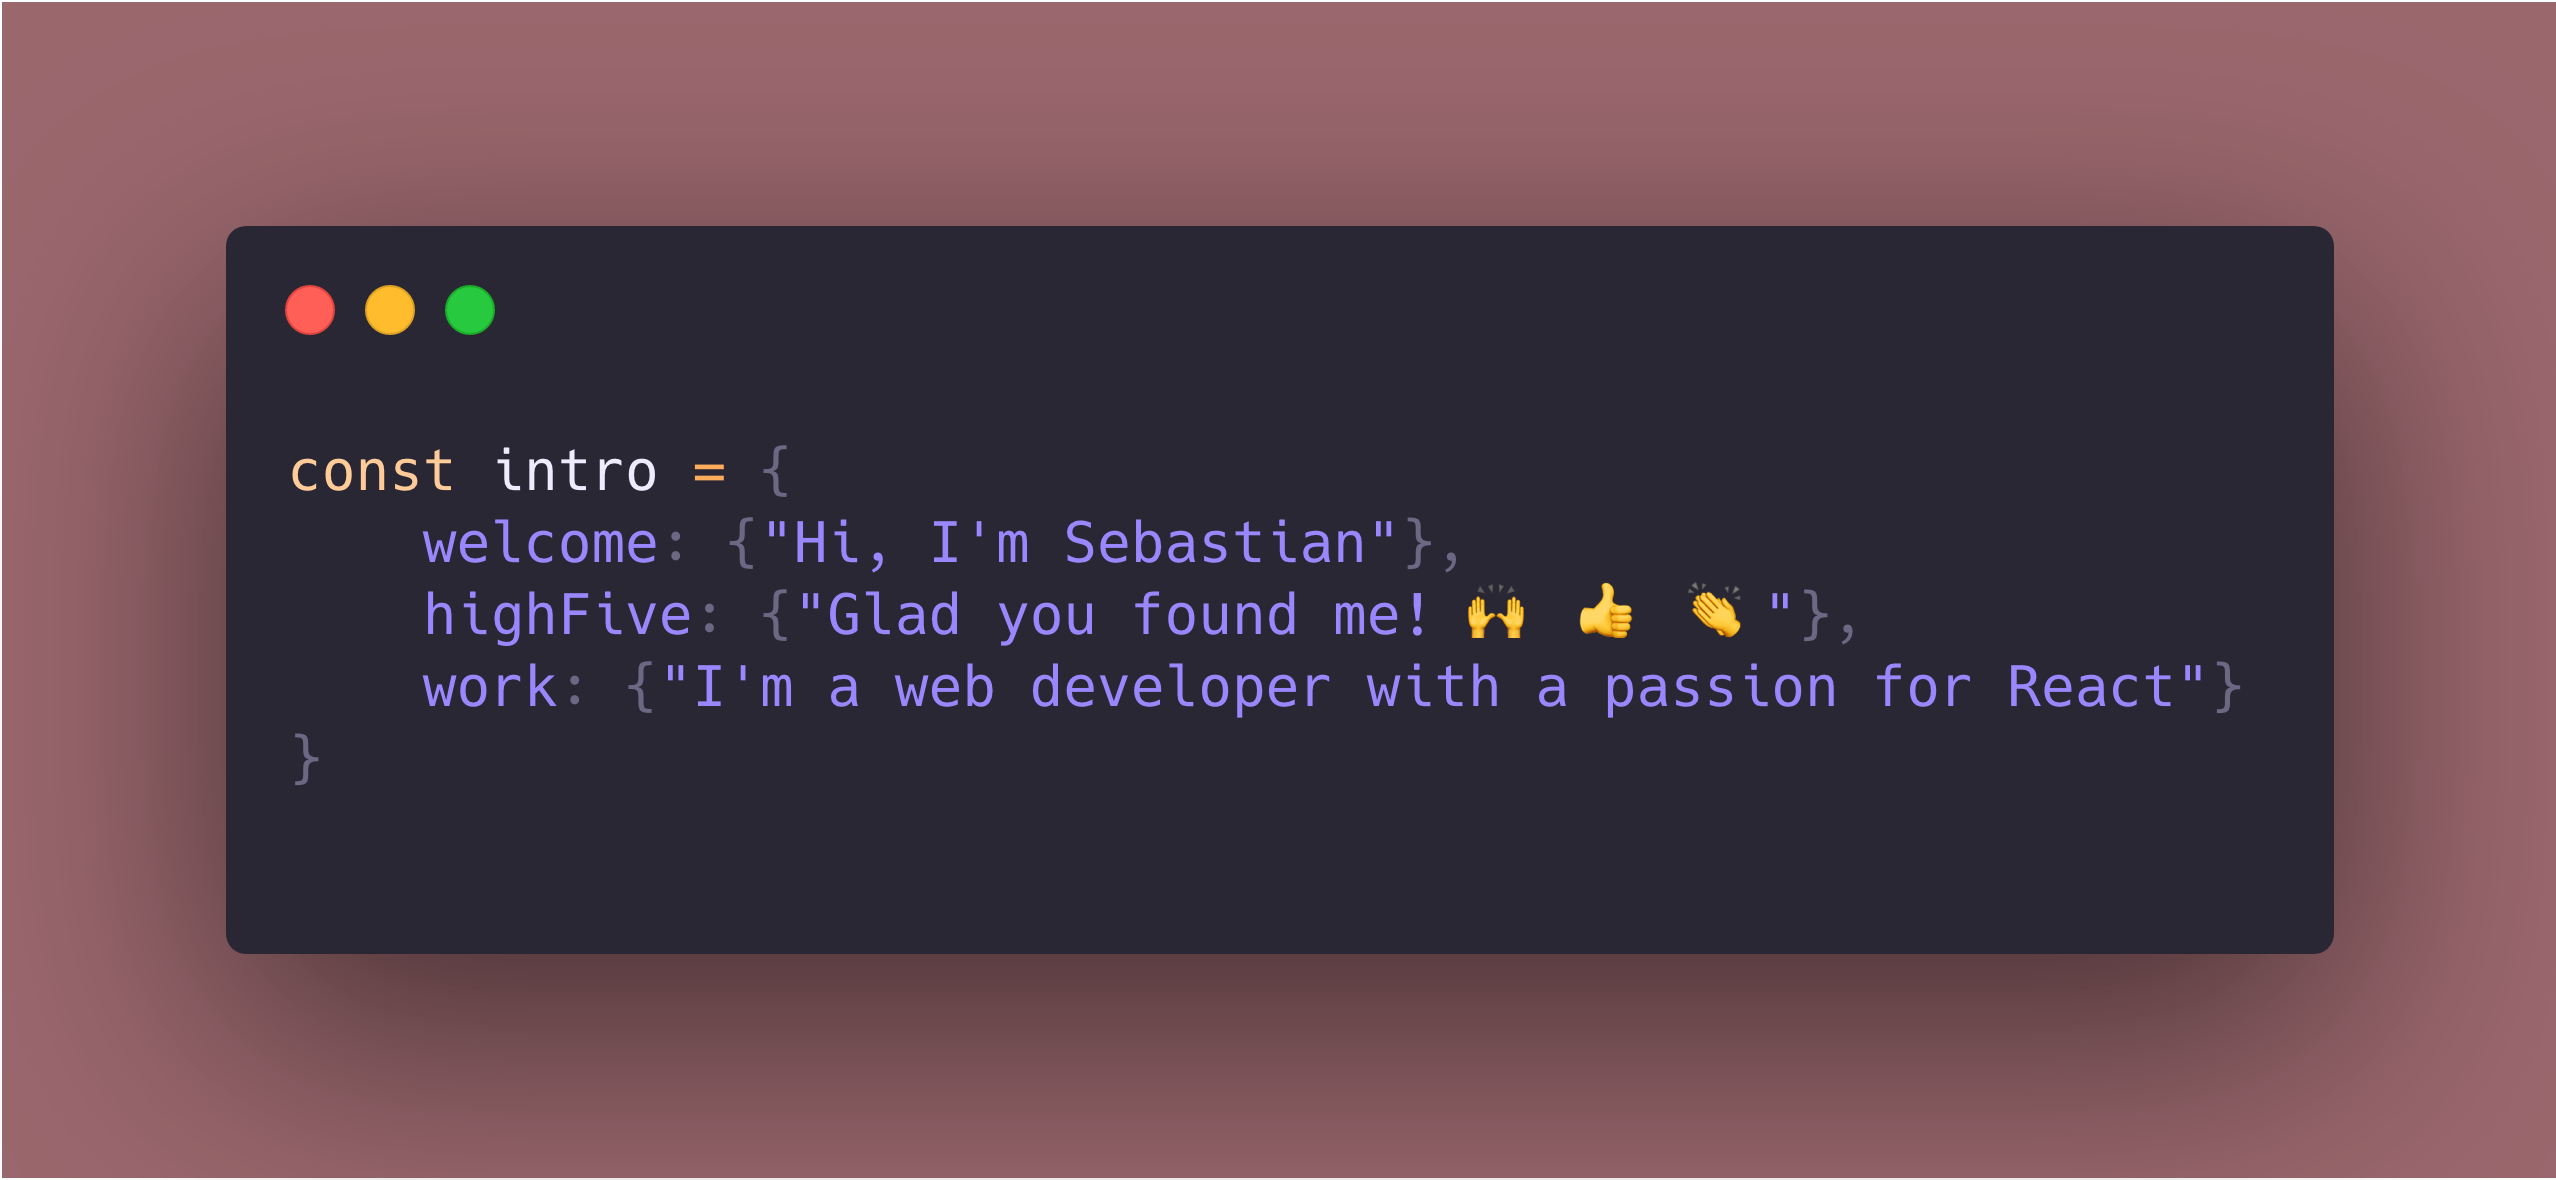 const intro = {
    welcome: {"Hi, I'm Sebastian"},
    highFive: {"Glad you found me! 🙌 👍 👏 "},
    work: {"I'm a web developer with a passion for React"}
}